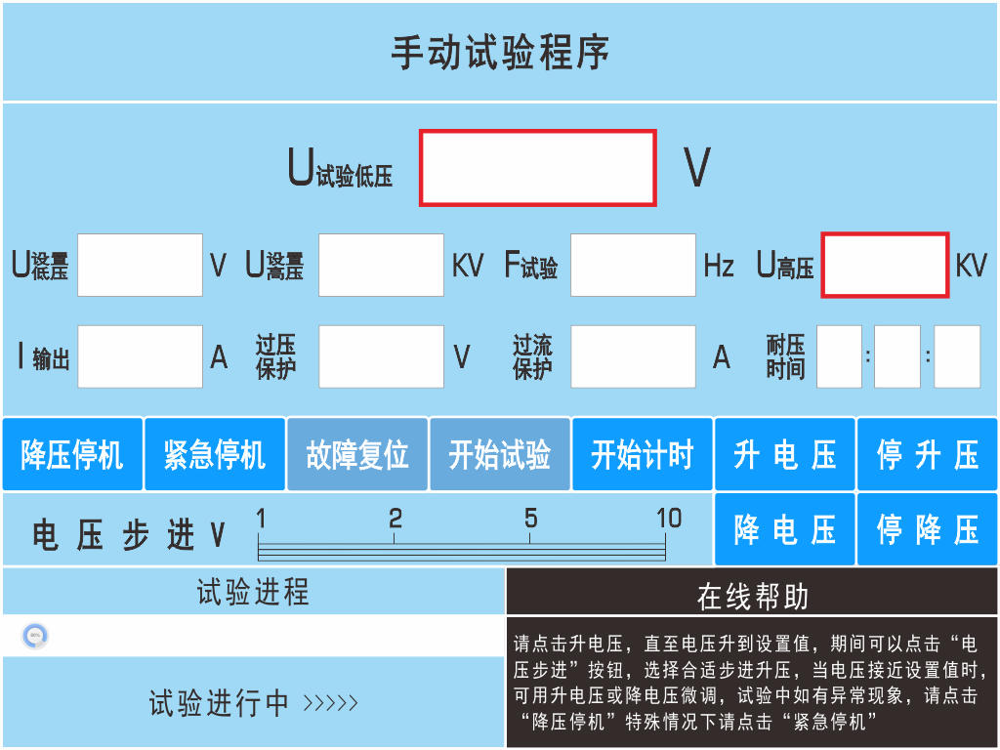 手动试验程序
U试验低压 V
U设置低压 V U设置高压 KV F试验 Hz U高压 KV
I 输出 A 过压保护 V 过流保护 A 耐压时间 : :
降压停机 紧急停机 故障复位 开始试验 开始计时 升电压 停升压
电压步进V 1 2 5 10 降电压 停降压
试验进程
80%
试验进行中 >>>>>
在线帮助
请点击升电压，直至电压升到设置值，期间可以点击“电
压步进”按钮，选择合适步进升压，当电压接近设置值时，
可用升电压或降电压微调，试验中如有异常现象，请点击
“降压停机”特殊情况下请点击“紧急停机”